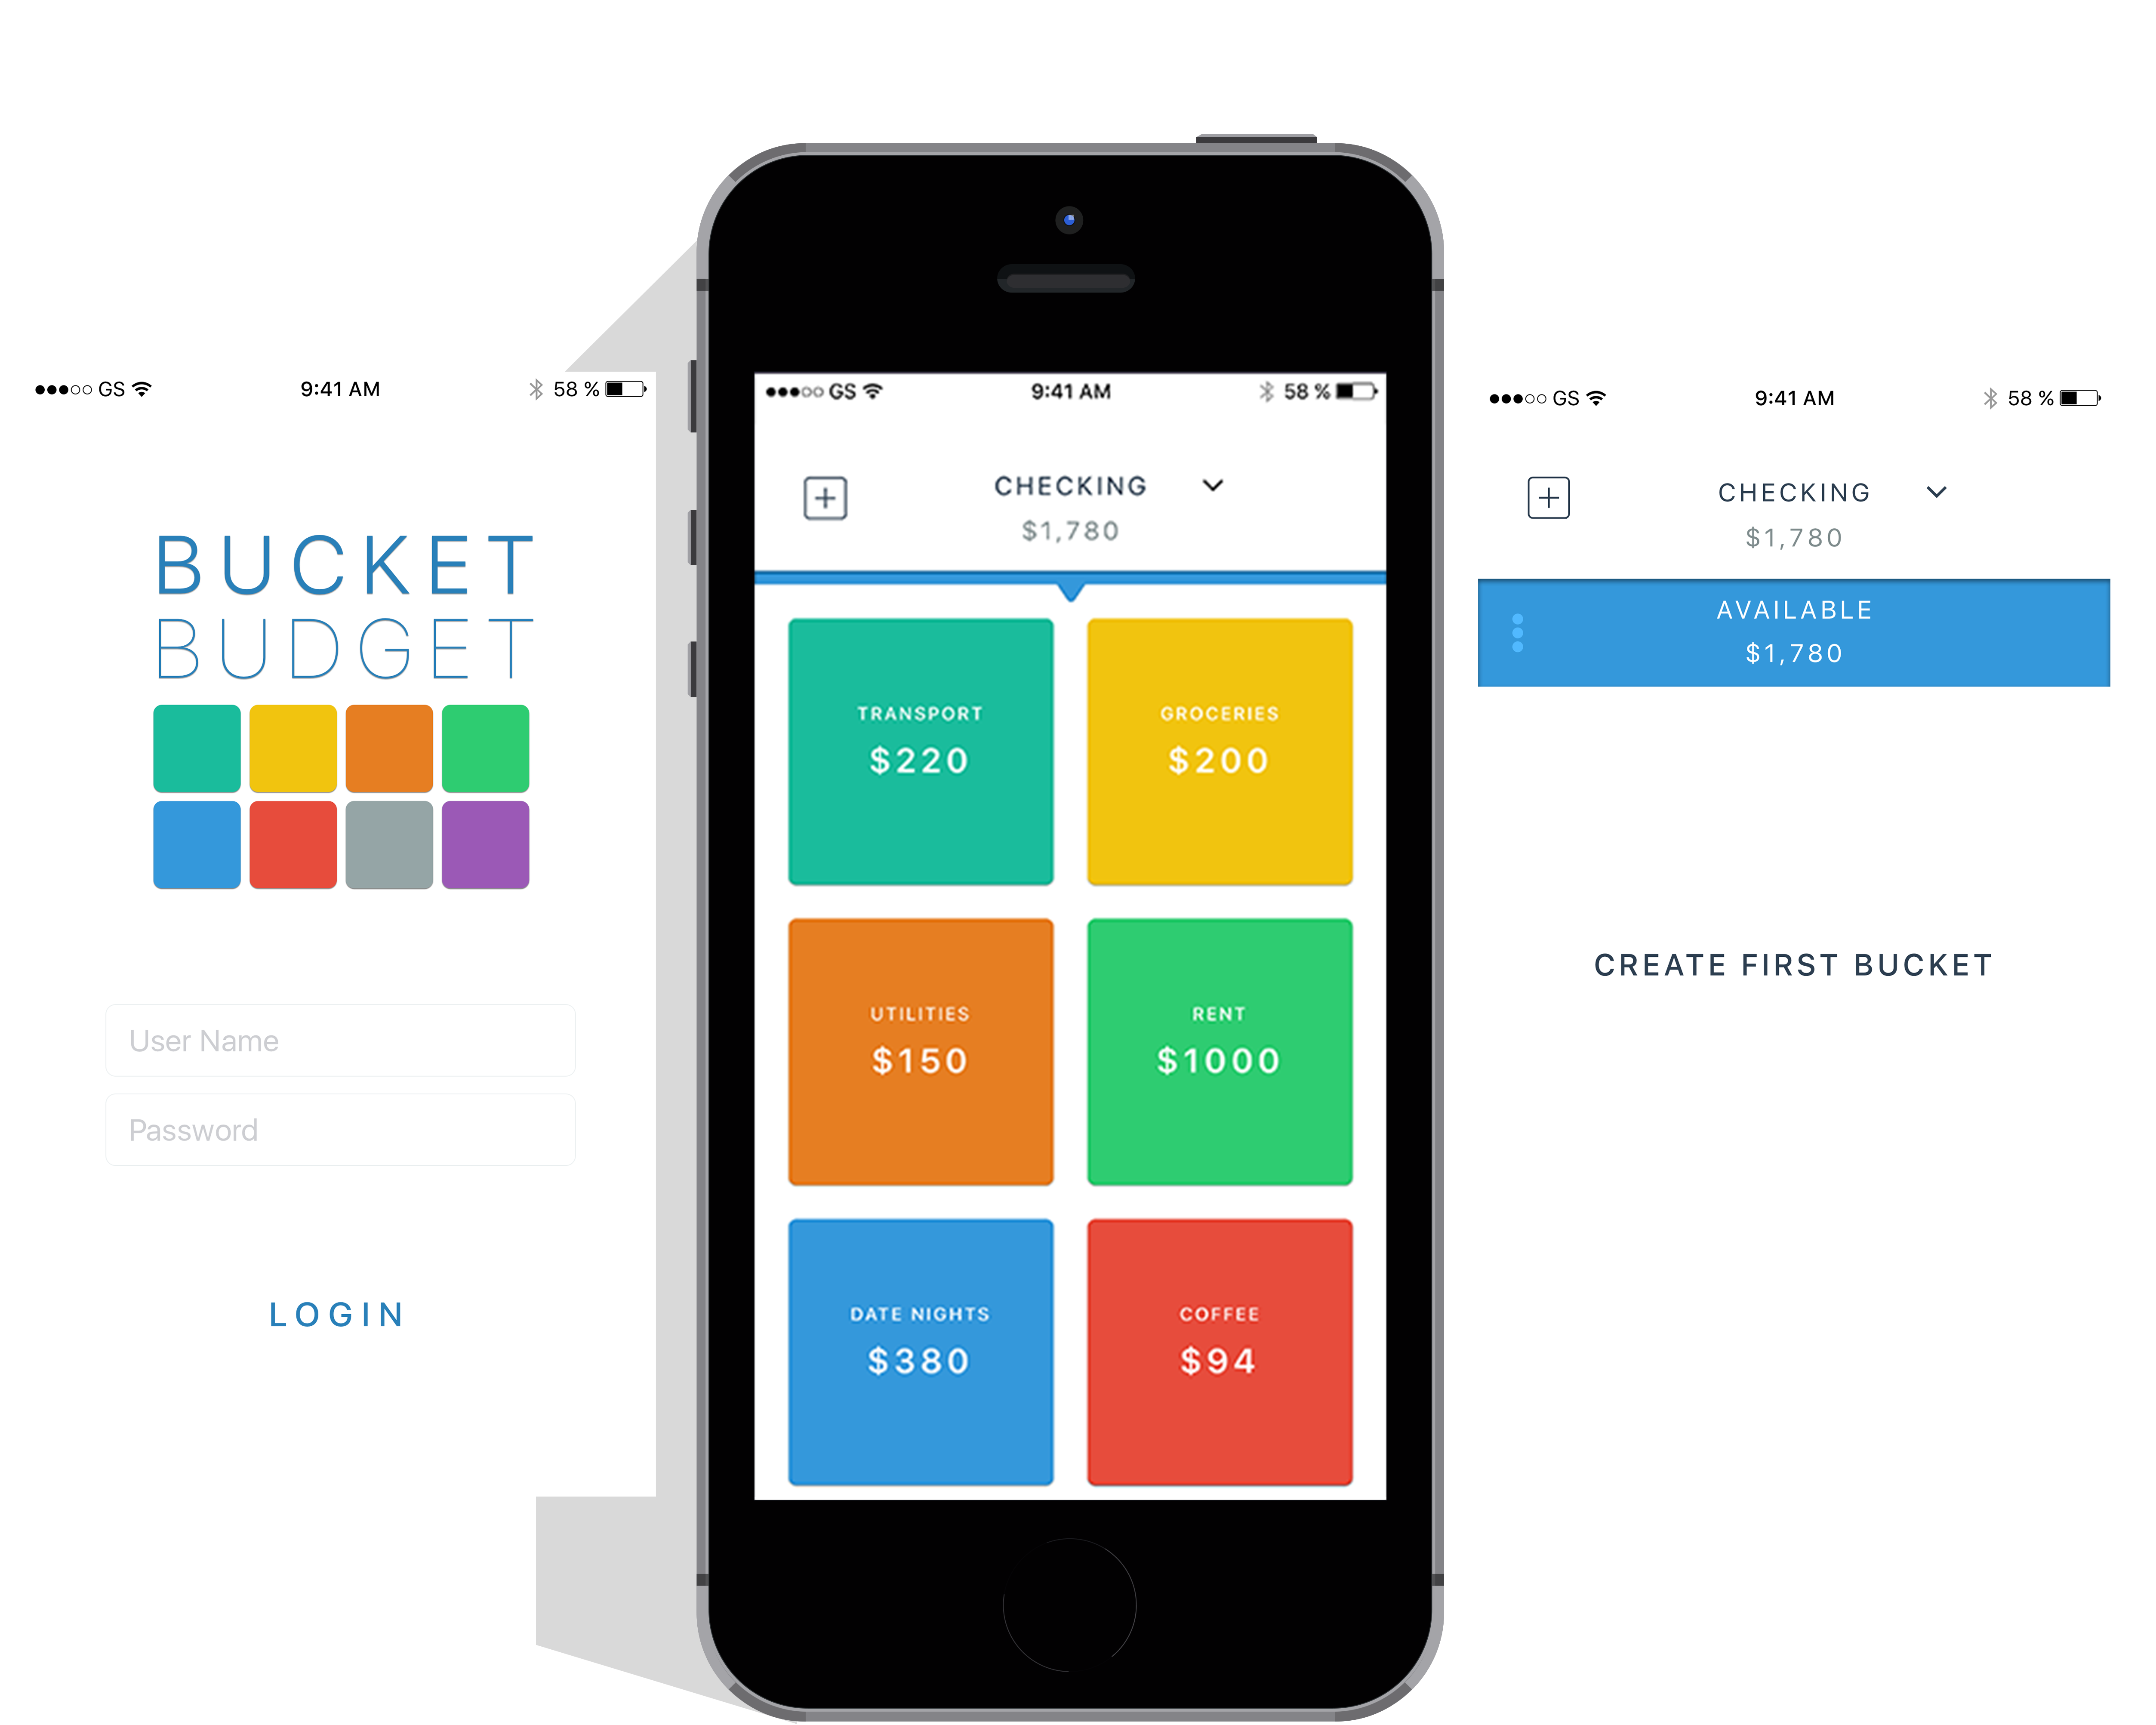 GS 9:41 AM 58 %
BUCKET
BUDGET
User Name
Password
LOGIN
GS 9:41 AM 58 %
CHECKING
$1,780
TRANSPORT
$220
GROCERIES
$200
UTILITIES
$150
RENT
$1000
DATE NIGHTS
$380
COFFEE
$94
GS 9:41 AM 58 %
CHECKING
$1,780
AVAILABLE
$1,780
CREATE FIRST BUCKET